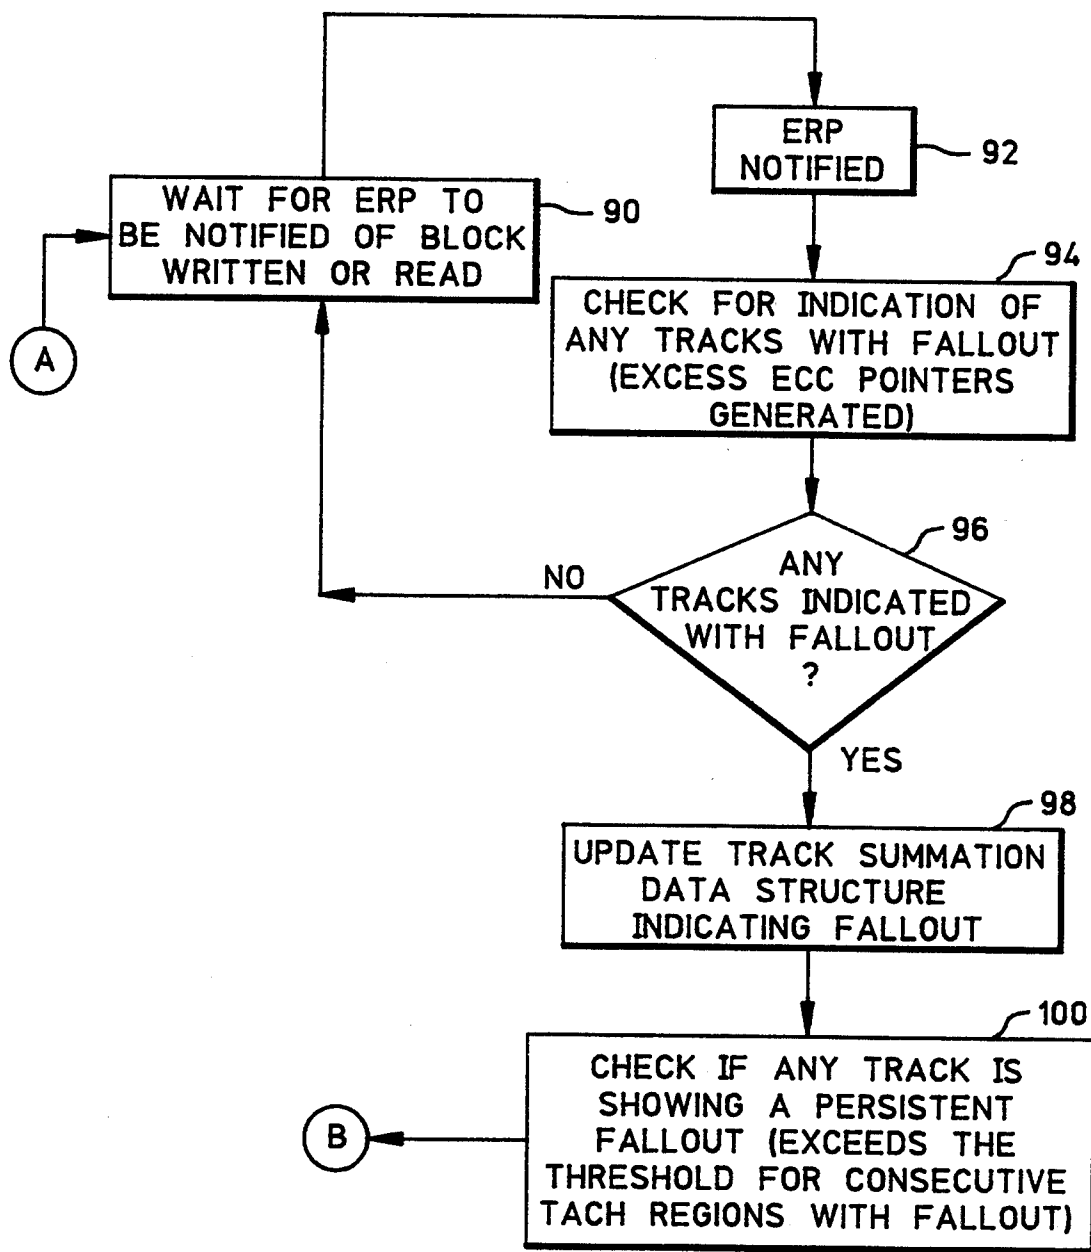 ERP
NOTIFIED
92
WAIT FOR ERP TO
BE NOTIFIED OF BLOCK
WRITTEN OR READ
90
A
94
CHECK FOR INDICATION OF
ANY TRACKS WITH FALLOUT
(EXCESS ECC POINTERS
GENERATED)
96
ANY
TRACKS INDICATED
WITH FALLOUT
?
NO
YES
98
UPDATE TRACK SUMMATION
DATA STRUCTURE
INDICATING FALLOUT
100
CHECK IF ANY TRACK IS
SHOWING A PERSISTENT
FALLOUT (EXCEEDS THE
THRESHOLD FOR CONSECUTIVE
TACH REGIONS WITH FALLOUT)
B